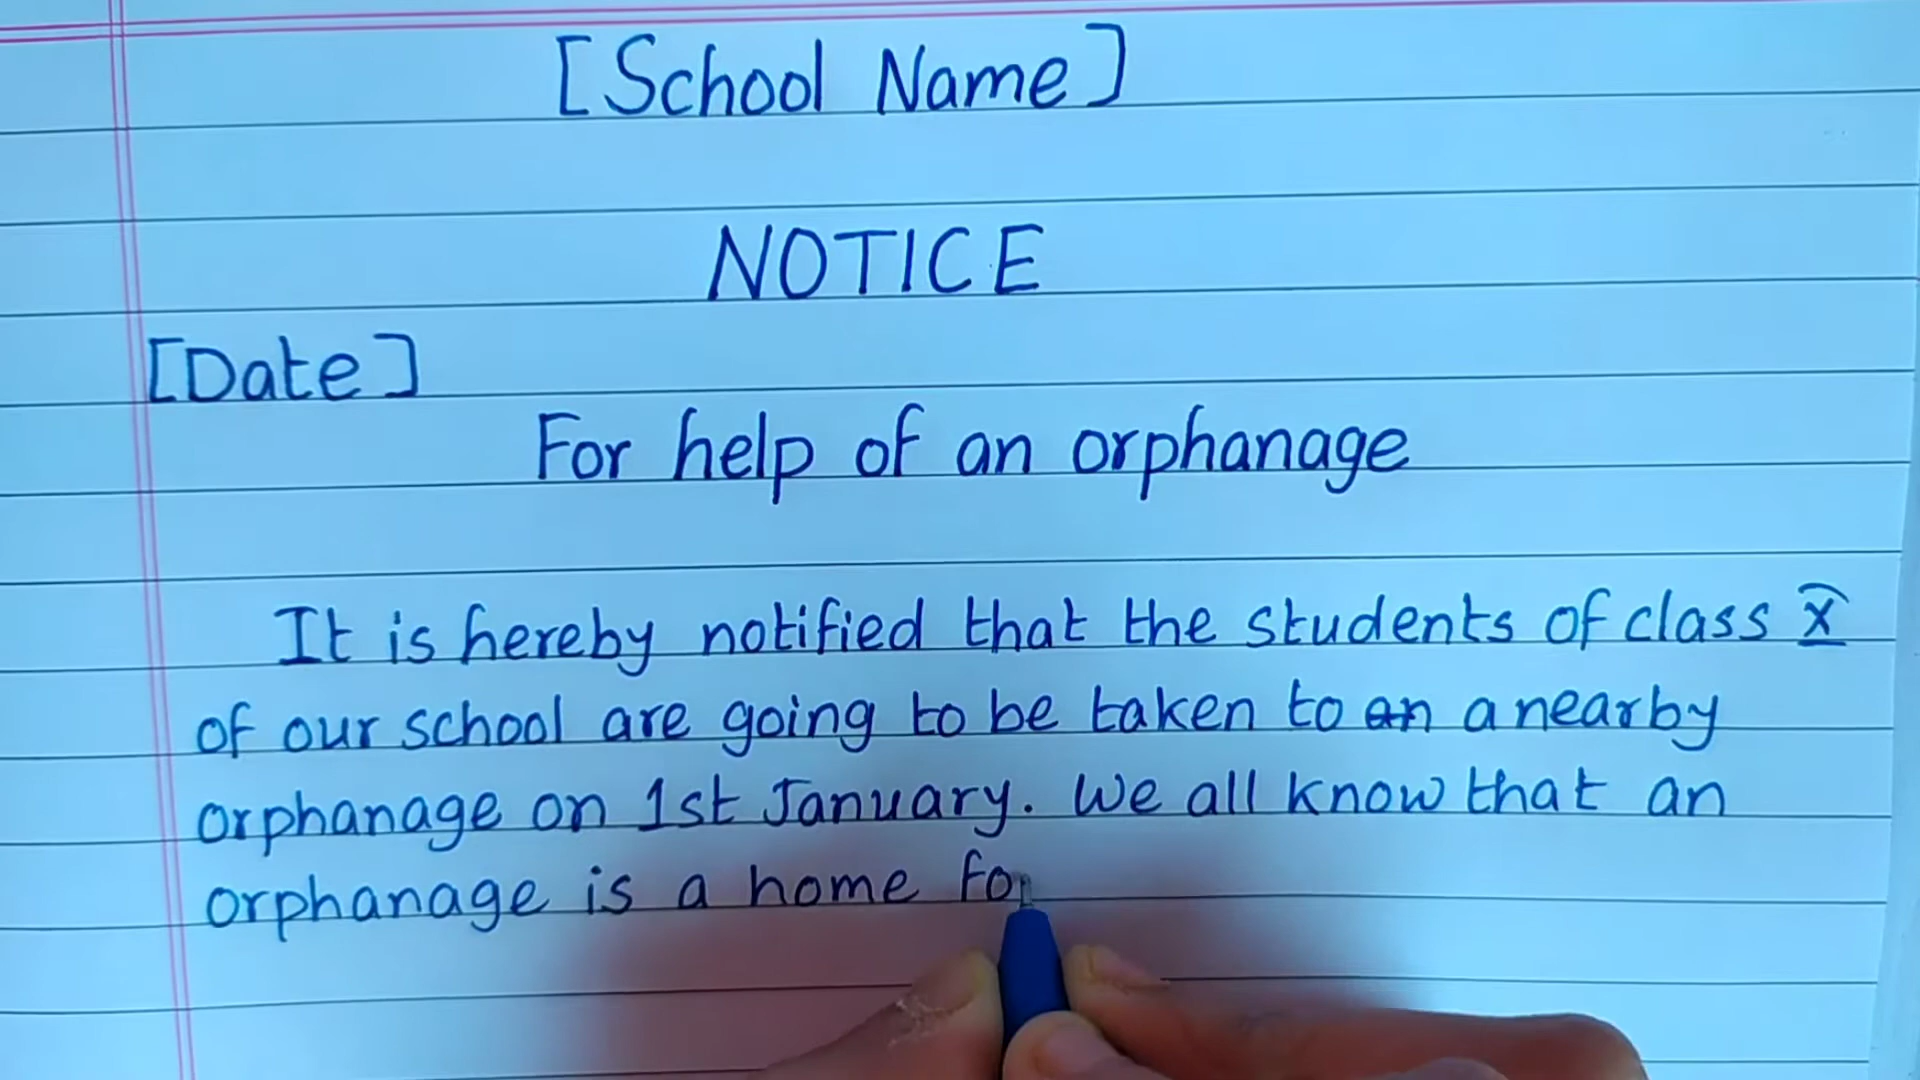 [School Name]
NOTICE
[Date]
For help of an orphanage
It is hereby notified that the students of class X
of our school are going to be taken to an a nearby
orphanage on 1st January. We all know that an
orphanage is a home for